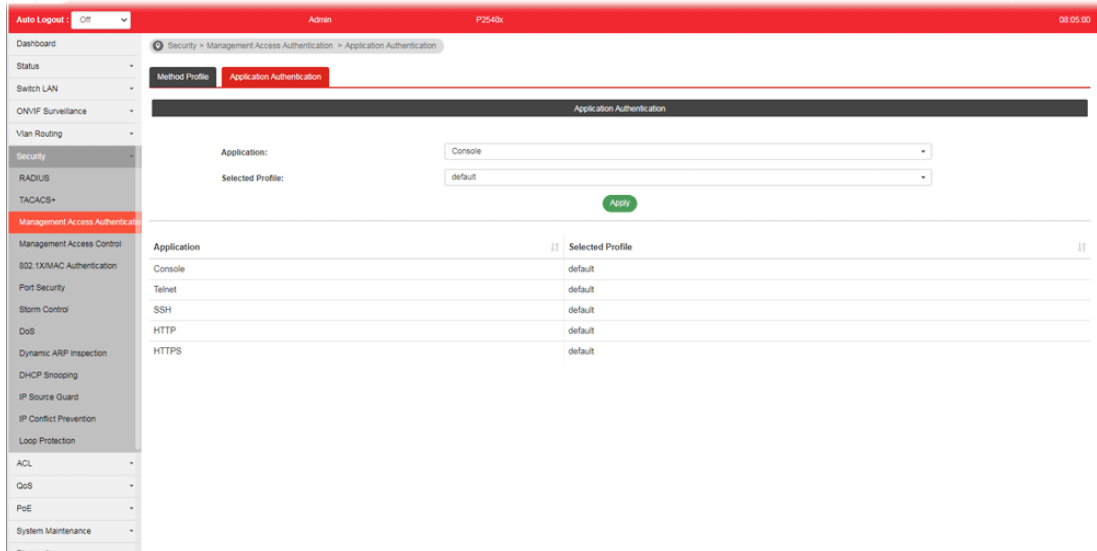 Auto Logout : Off Admin P2540x 08:05:00
Dashboard
Status
Switch LAN
ONVIF Surveillance
Vlan Routing
Security
RADIUS
TACACS+
Management Access Authenticatio
Management Access Control
802.1X/MAC Authentication
Port Security
Storm Control
DoS
Dynamic ARP Inspection
DHCP Snooping
IP Source Guard
IP Conflict Prevention
Loop Protection
ACL
QoS
PoE
System Maintenance
Security > Management Access Authentication > Application Authentication
Method Profile Application Authentication
Application Authentication
Application: Console
Selected Profile: default
Apply
Application Selected Profile
Console default
Telnet default
SSH default
HTTP default
HTTPS default